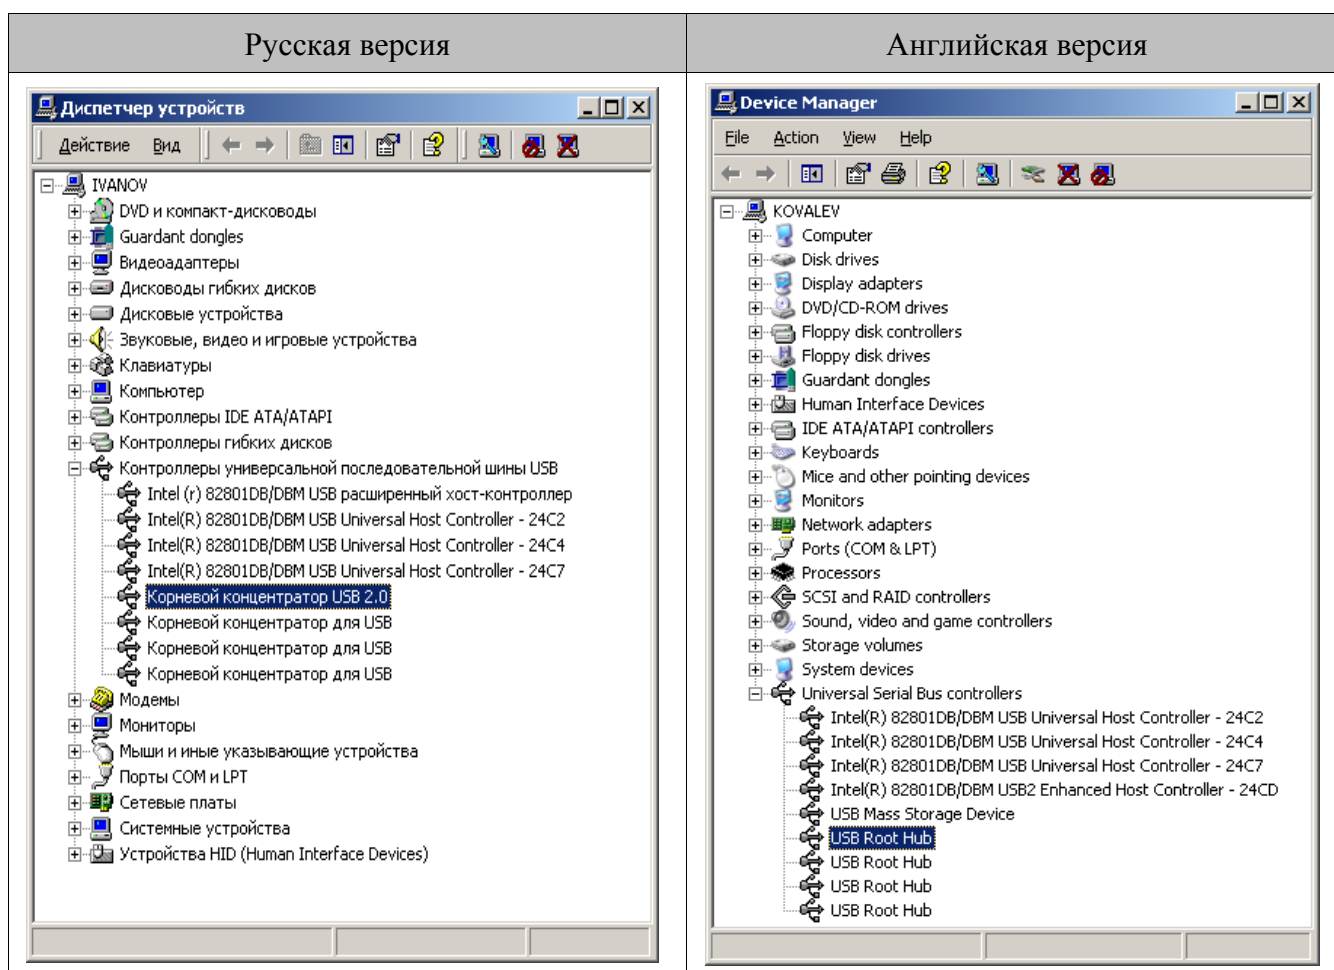 Русская версия
Английская версия
Диспетчер устройств
Действие Вид
IVANOV
DVD и компакт-дисководы
Guardant dongles
Видеоадаптеры
Дисководы гибких дисков
Дисковые устройства
Звуковые, видео и игровые устройства
Клавиатуры
Компьютер
Контроллеры IDE ATA/ATAPI
Контроллеры гибких дисков
Контроллеры универсальной последовательной шины USB
Intel (r) 82801DB/DBM USB расширенный хост-контроллер
Intel(R) 82801DB/DBM USB Universal Host Controller - 24C2
Intel(R) 82801DB/DBM USB Universal Host Controller - 24C4
Intel(R) 82801DB/DBM USB Universal Host Controller - 24C7
Корневой концентратор USB 2.0
Корневой концентратор для USB
Корневой концентратор для USB
Корневой концентратор для USB
Модемы
Мониторы
Мыши и иные указывающие устройства
Порты COM и LPT
Сетевые платы
Системные устройства
Устройства HID (Human Interface Devices)
Device Manager
File Action View Help
KOVALEV
Computer
Disk drives
Display adapters
DVD/CD-ROM drives
Floppy disk controllers
Floppy disk drives
Guardant dongles
Human Interface Devices
IDE ATA/ATAPI controllers
Keyboards
Mice and other pointing devices
Monitors
Network adapters
Ports (COM & LPT)
Processors
SCSI and RAID controllers
Sound, video and game controllers
Storage volumes
System devices
Universal Serial Bus controllers
Intel(R) 82801DB/DBM USB Universal Host Controller - 24C2
Intel(R) 82801DB/DBM USB Universal Host Controller - 24C4
Intel(R) 82801DB/DBM USB Universal Host Controller - 24C7
Intel(R) 82801DB/DBM USB2 Enhanced Host Controller - 24CD
USB Mass Storage Device
USB Root Hub
USB Root Hub
USB Root Hub
USB Root Hub